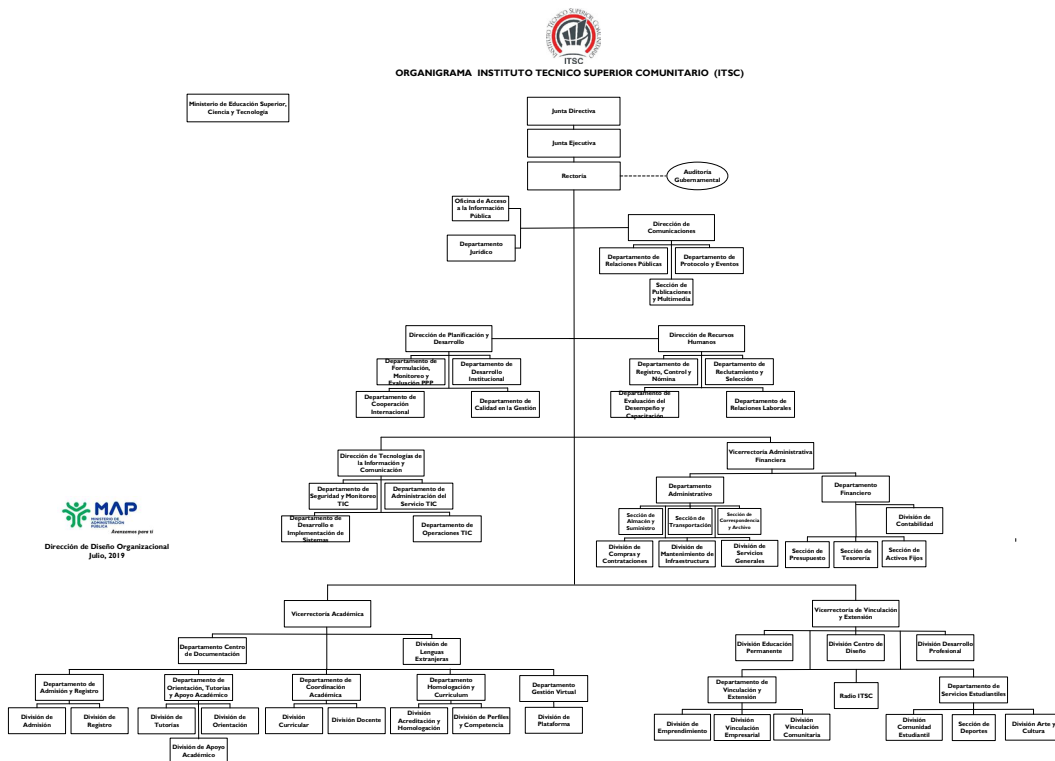 INSTITUTO TECNICO SUPERIOR COMUNITARIO
ITSC
ORGANIGRAMA INSTITUTO TECNICO SUPERIOR COMUNITARIO (ITSC)
Ministerio de Educación Superior,
Ciencia y Tecnología
Junta Directiva
Junta Ejecutiva
Rectoría
Auditoría
Gubernamental
Oficina de Acceso
a la Información
Pública
Departamento
Jurídico
Dirección de
Comunicaciones
Departamento de
Relaciones Públicas
Departamento de
Protocolo y Eventos
Sección de
Publicaciones
y Multimedia
Dirección de Planificación y
Desarrollo
Dirección de Recursos
Humanos
Departamento de
Formulación,
Monitoreo y
Evaluación PPP
Departamento de
Desarrollo
Institucional
Departamento de
Cooperación
Internacional
Departamento de
Calidad en la Gestión
Departamento de
Registro, Control y
Nómina
Departamento de
Reclutamiento y
Selección
Departamento de
Evaluación del
Desempeño y
Capacitación
Departamento de
Relaciones Laborales
Dirección de Tecnologías de
la Información y
Comunicación
Departamento de
Seguridad y Monitoreo
TIC
Departamento de
Administración del
Servicio TIC
Departamento de
Desarrollo e
Implementación de
Sistemas
Departamento de
Operaciones TIC
Vicerrectoría Administrativa
Financiera
Departamento
Administrativo
Departamento
Financiero
Sección de
Almacén y
Suministro
Sección de
Transportación
Sección de
Correspondencia
y Archivo
División de
Contabilidad
División de
Compras y
Contrataciones
División de
Mantenimiento de
Infraestructura
División de
Servicios
Generales
Sección de
Presupuesto
Sección de
Tesorería
Sección de
Activos Fijos
MAP
MINISTERIO DE
ADMINISTRACIÓN
PÚBLICA
Avanzamos para ti
Dirección de Diseño Organizacional
Julio, 2019
Vicerrectoría Académica
Vicerrectoría de Vinculación
y Extensión
Departamento Centro
de Documentación
División de
Lenguas
Extranjeras
División Educación
Permanente
División Centro de
Diseño
División Desarrollo
Profesional
Departamento de
Admisión y Registro
Departamento de
Orientación, Tutorías
y Apoyo Académico
Departamento de
Coordinación
Académica
Departamento
Homologación y
Curriculum
Departamento
Gestión Virtual
Departamento de
Vinculación y
Extensión
Radio ITSC
Departamento de
Servicios Estudiantiles
División de
Admisión
División de
Registro
División de
Tutorias
División de
Orientación
División
Curricular
División Docente
División
Acreditación y
Homologación
División de Perfiles
y Competencia
División de
Plataforma
División de
Emprendimiento
División
Vinculación
Empresarial
División
Vinculación
Comunitaria
División
Comunidad
Estudiantil
Sección de
Deportes
División Arte y
Cultura
División de Apoyo
Académico